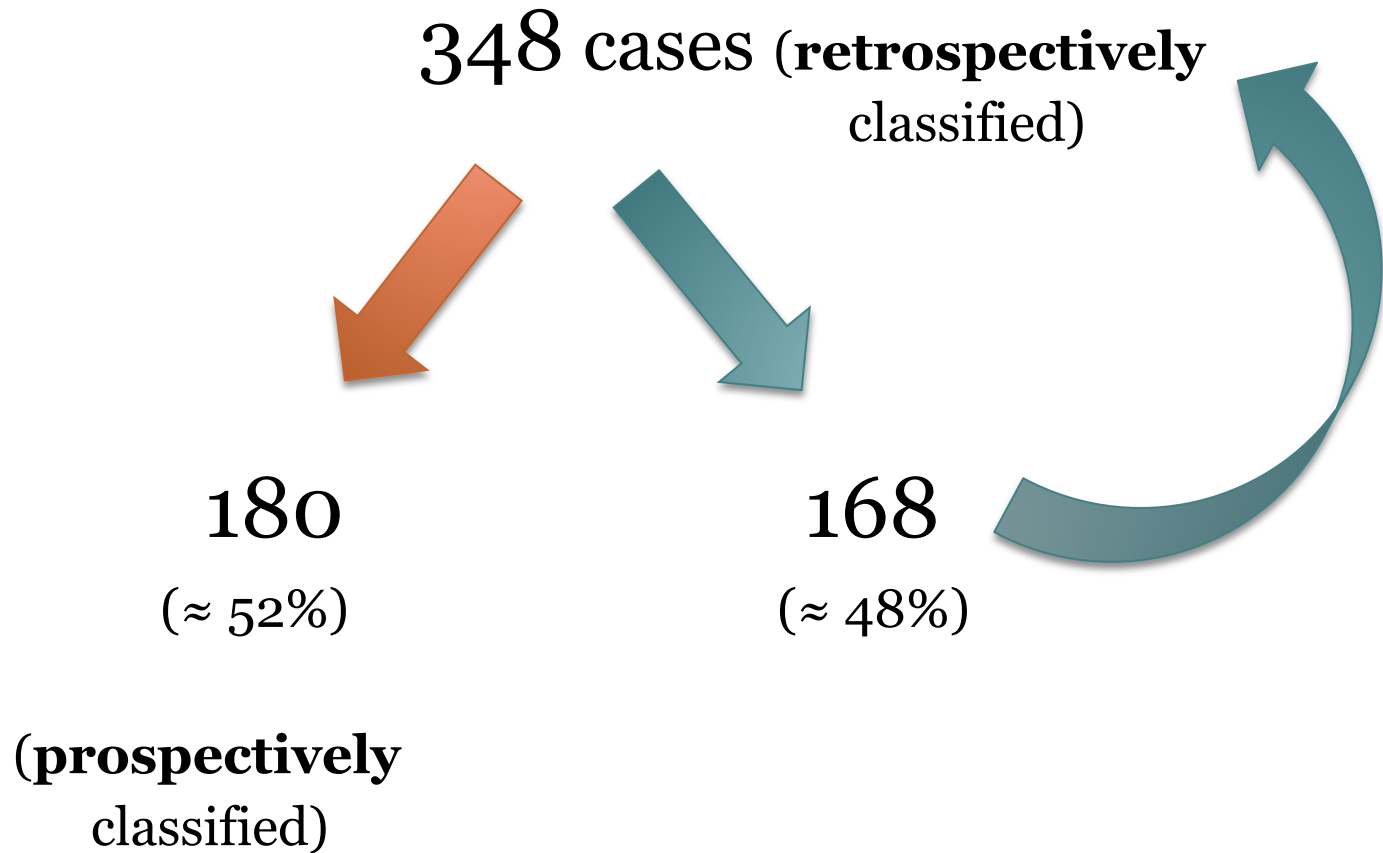 348 cases (retrospectively
classified)
180
168
(≈ 52%)
(≈ 48%)
(prospectively
classified)